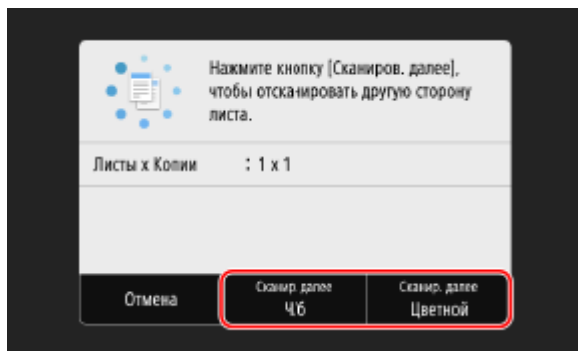 Нажмите кнопку [Сканиров. далее],
чтобы отсканировать другую сторону
листа.
Листы x Копии : 1 x 1
Отмена
Сканир. далее
Ч/б
Сканир. далее
Цветной